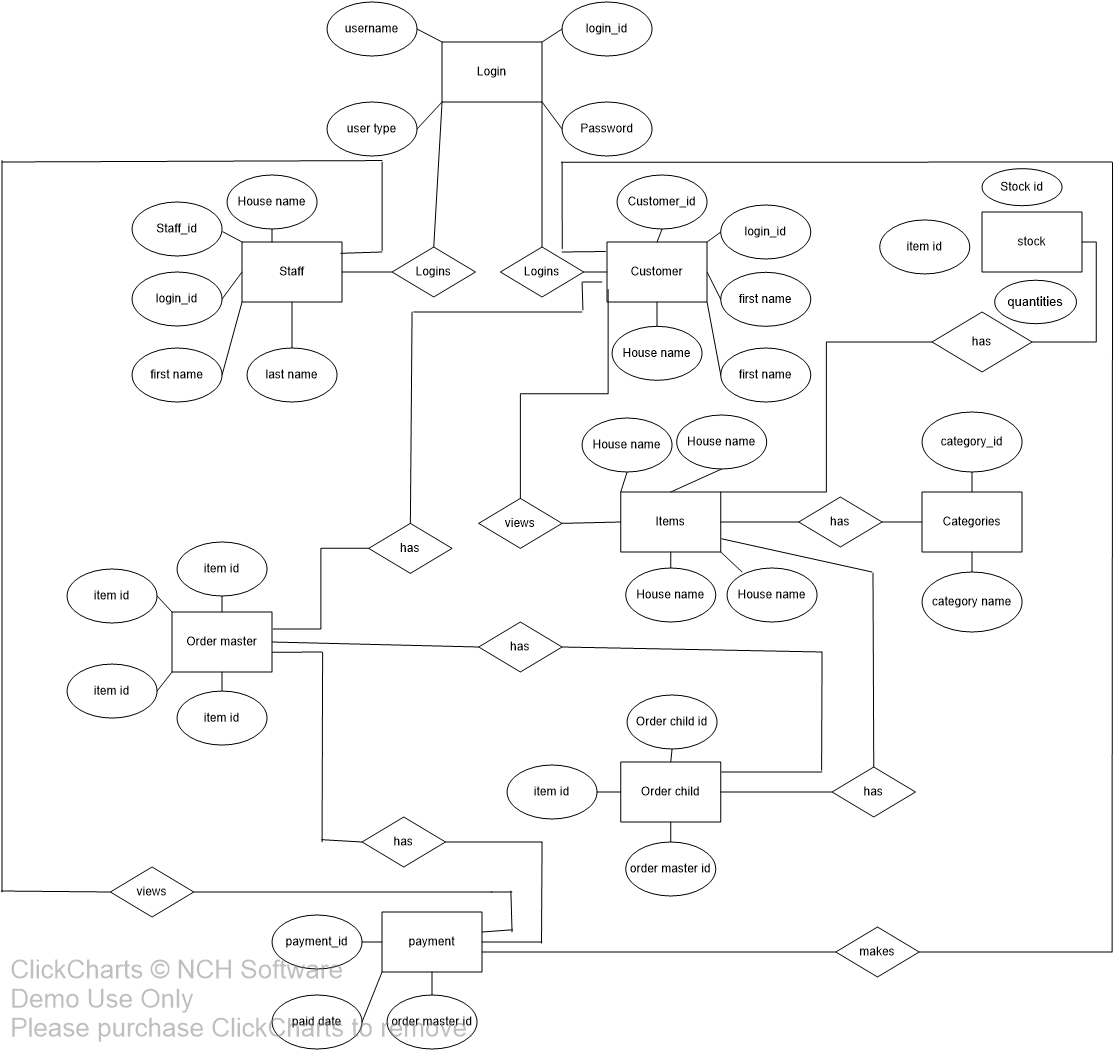 username
login_id
Login
user type
Password
Stock id
House name
Customer_id
Staff_id
login_id
item id
stock
Staff
Logins
Logins
Customer
login_id
first name
quantities
has
House name
first name
last name
first name
category_id
House name
House name
views
Items
has
Categories
has
item id
item id
House name
House name
category name
Order master
has
item id
item id
Order child id
item id
Order child
has
has
order master id
views
payment_id
payment
makes
ClickCharts © NCH Software
Demo Use Only
paid date
order master id
Please purchase ClickCharts to remove